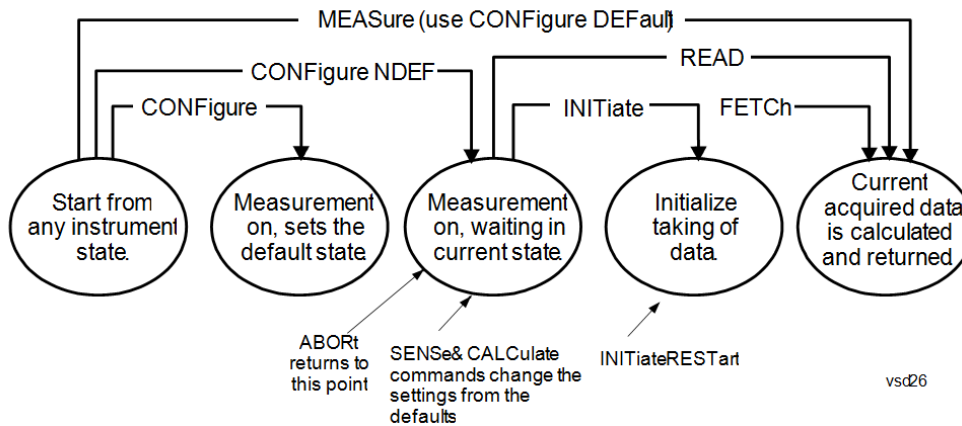 MEASure (use CONFigure DEFault)
CONFigure NDEF
READ
CONFigure
INITiate
FETCh
Start from
any instrument
state.
Measurement
on, sets the
default state.
Measurement
on, waiting in
current state.
Initialize
taking of
data.
Current
acquired data
is calculated
and returned.
ABORt
returns to
this point
SENSe& CALCulate
commands change the
settings from the
defaults
INITiateRESTart
vsd26